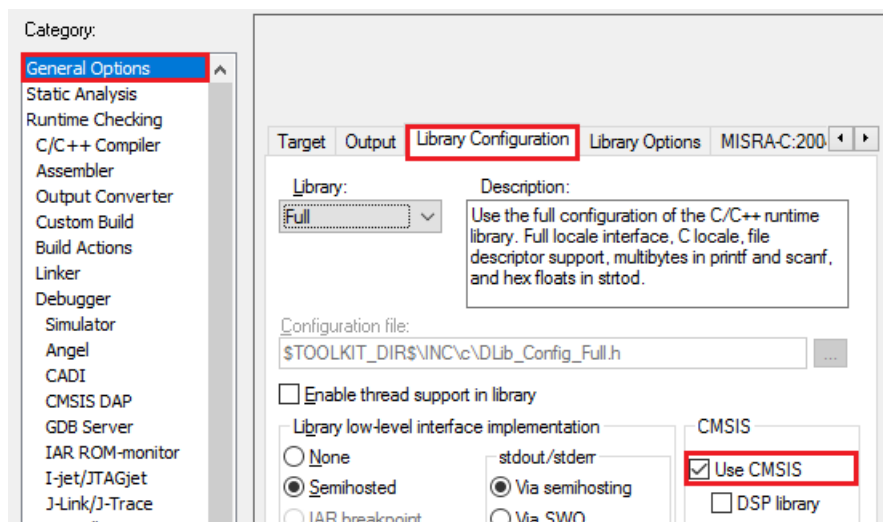 Category:
General Options
Static Analysis
Runtime Checking
C/C++ Compiler
Assembler
Output Converter
Custom Build
Build Actions
Linker
Debugger
Simulator
Angel
CADI
CMSIS DAP
GDB Server
IAR ROM-monitor
I-jet/JTAGjet
J-Link/J-Trace
Target Output Library Configuration Library Options MISRA-C:200
Library:
Full
Description:
Use the full configuration of the C/C++ runtime
library. Full locale interface, C locale, file
descriptor support, multibytes in printf and scanf,
and hex floats in strtod.
Configuration file:
$TOOLKIT_DIR$\INC\c\DLib_Config_Full.h
...
Enable thread support in library
Library low-level interface implementation
None
Semihosted
IAR breakpoint
stdout/stderr
Via semihosting
Via SWO
CMSIS
Use CMSIS
DSP library